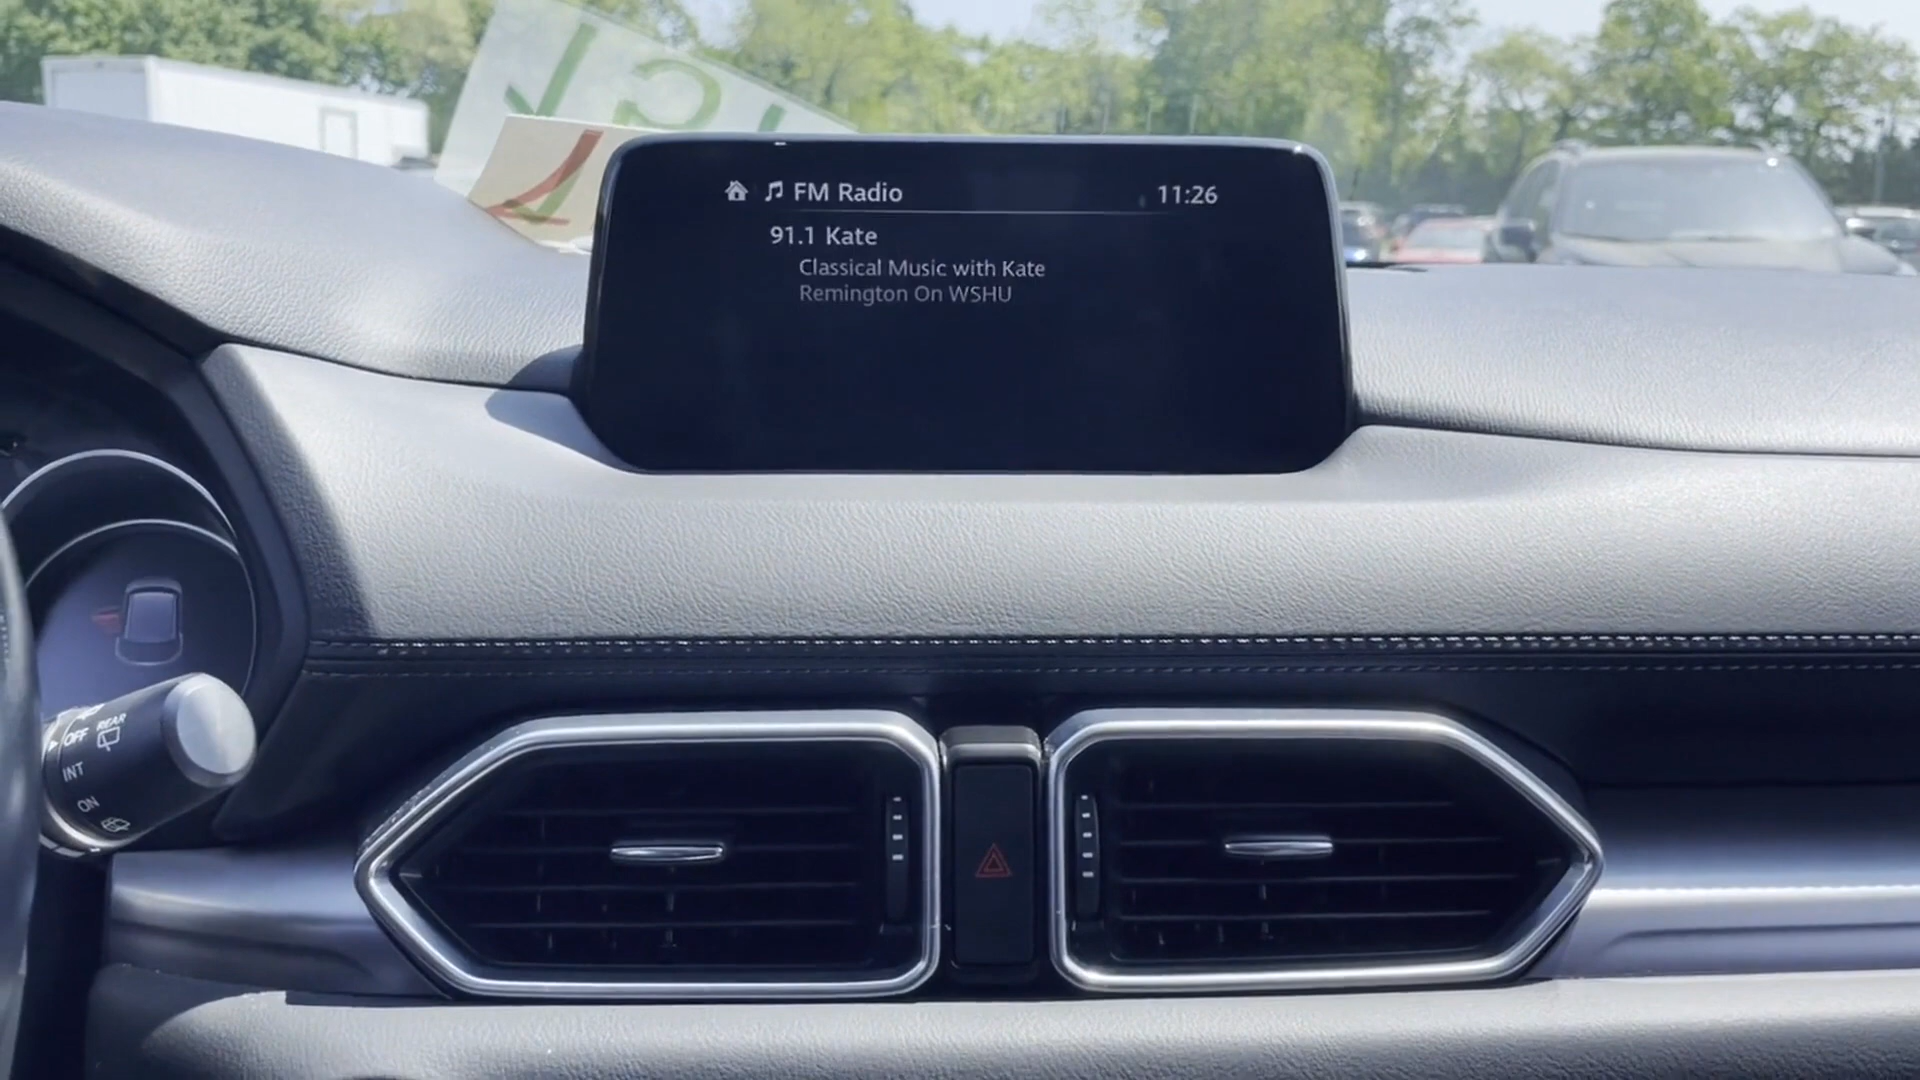 FM Radio
11:26
91.1 Kate
Classical Music with Kate
Remington On WSHU
REAR
OFF
INT
ON